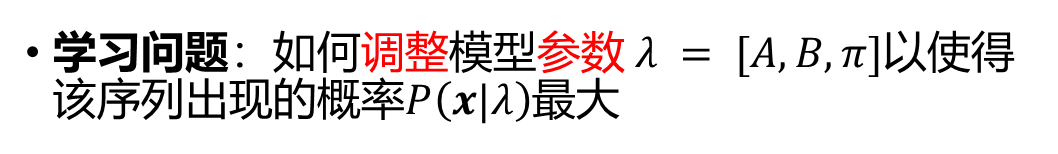 • 学习问题：如何调整模型参数 λ = [A, B, π]以使得
该序列出现的概率P(x|λ)最大